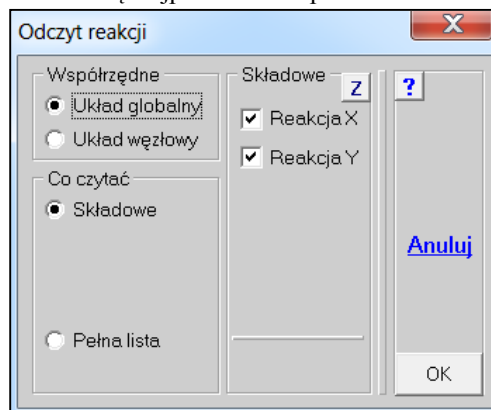 Odczyt reakcji
X
Współrzędne
Układ globalny
Układ węzłowy
Co czytać
Składowe
Pełna lista
Składowe
Z
Reakcja X
Reakcja Y
?
Anuluj
OK